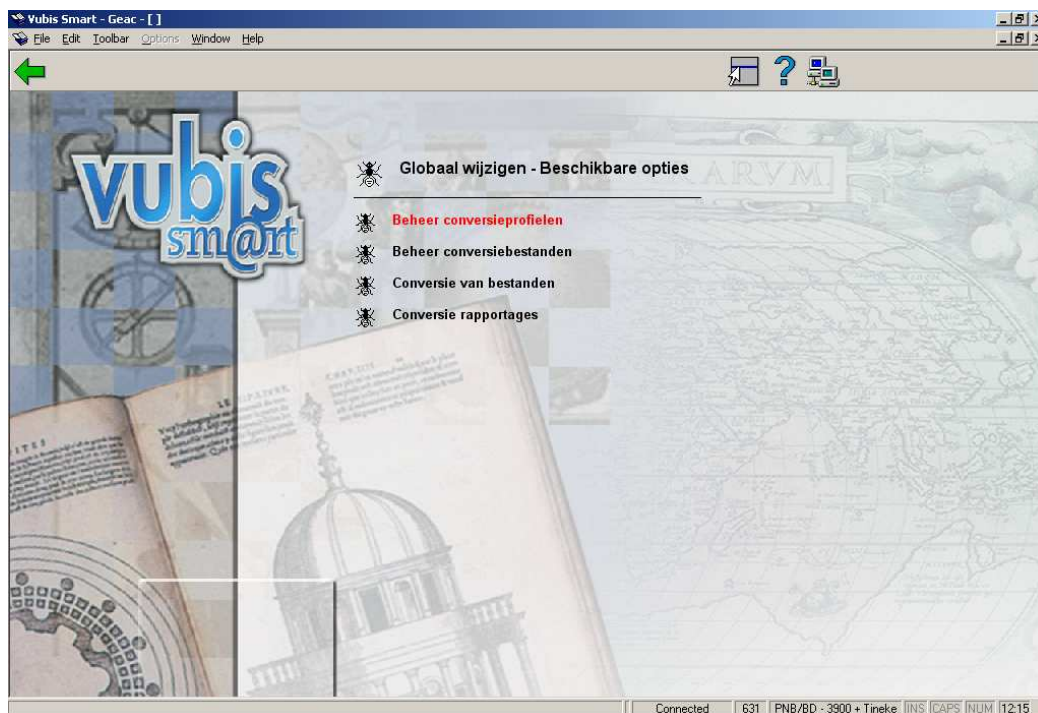 Vubis Smart - Geac - [ ]
File Edit Toolbar Options Window Help
vubis
sm@rt
Globaal wijzigen - Beschikbare opties
RARVM
Beheer conversieprofielen
Beheer conversiebestanden
Conversie van bestanden
Conversie rapportages
Connected 631 PNB/BD - 3900 + Tineke INS CAPS NUM 12:15